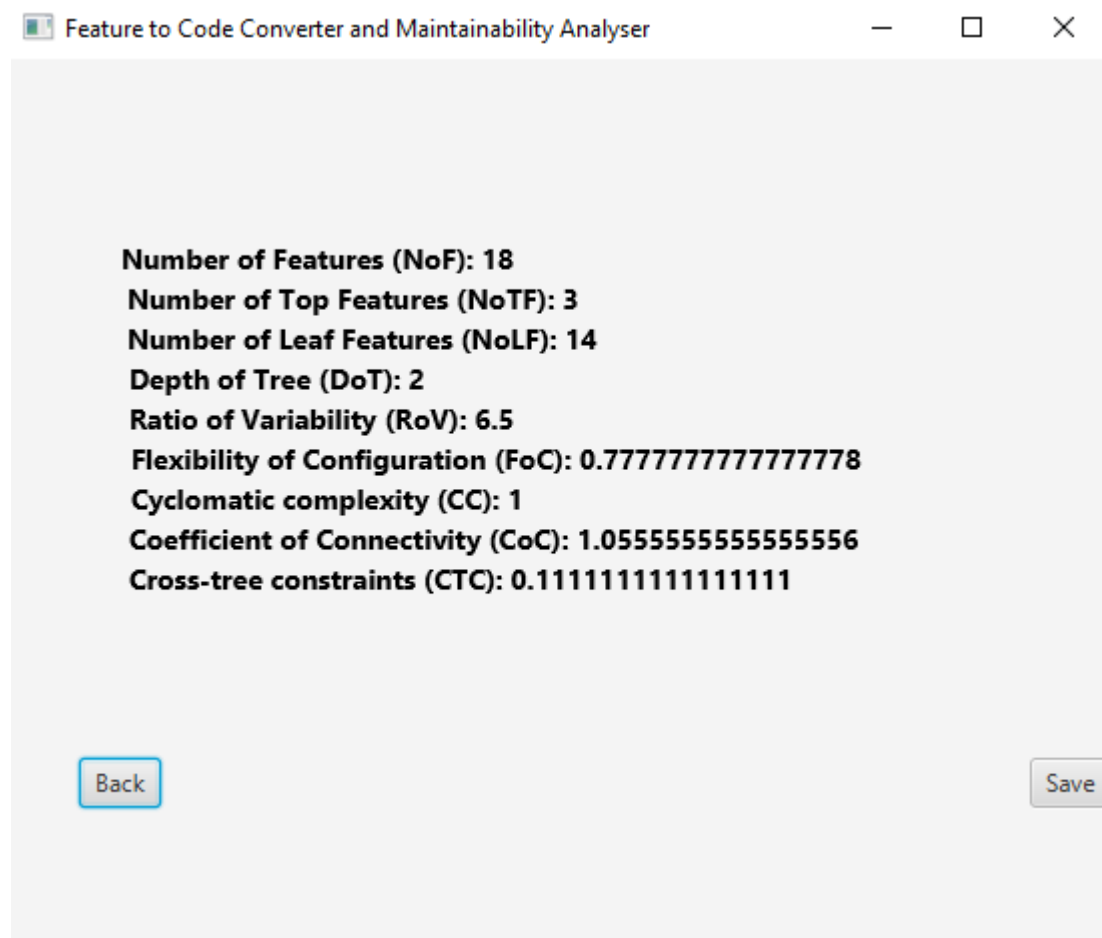 Feature to Code Converter and Maintainability Analyser
Number of Features (NoF): 18
Number of Top Features (NoTF): 3
Number of Leaf Features (NoLF): 14
Depth of Tree (DoT): 2
Ratio of Variability (RoV): 6.5
Flexibility of Configuration (FoC): 0.7777777777777778
Cyclomatic complexity (CC): 1
Coefficient of Connectivity (CoC): 1.0555555555555556
Cross-tree constraints (CTC): 0.1111111111111111
Back
Save